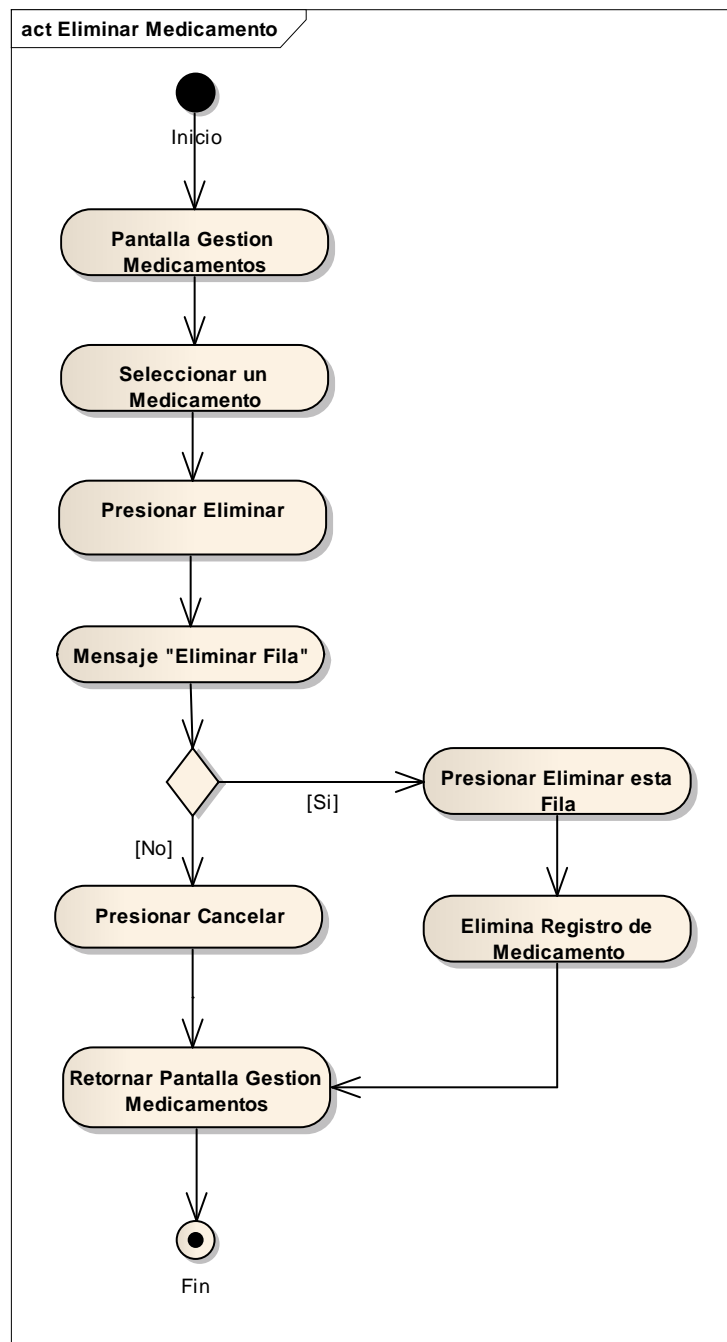 act Eliminar Medicamento
Inicio
Pantalla Gestion
Medicamentos
Seleccionar un
Medicamento
Presionar Eliminar
Mensaje "Eliminar Fila"
[Si]
Presionar Eliminar esta
Fila
[No]
Presionar Cancelar
Elimina Registro de
Medicamento
Retornar Pantalla Gestion
Medicamentos
Fin